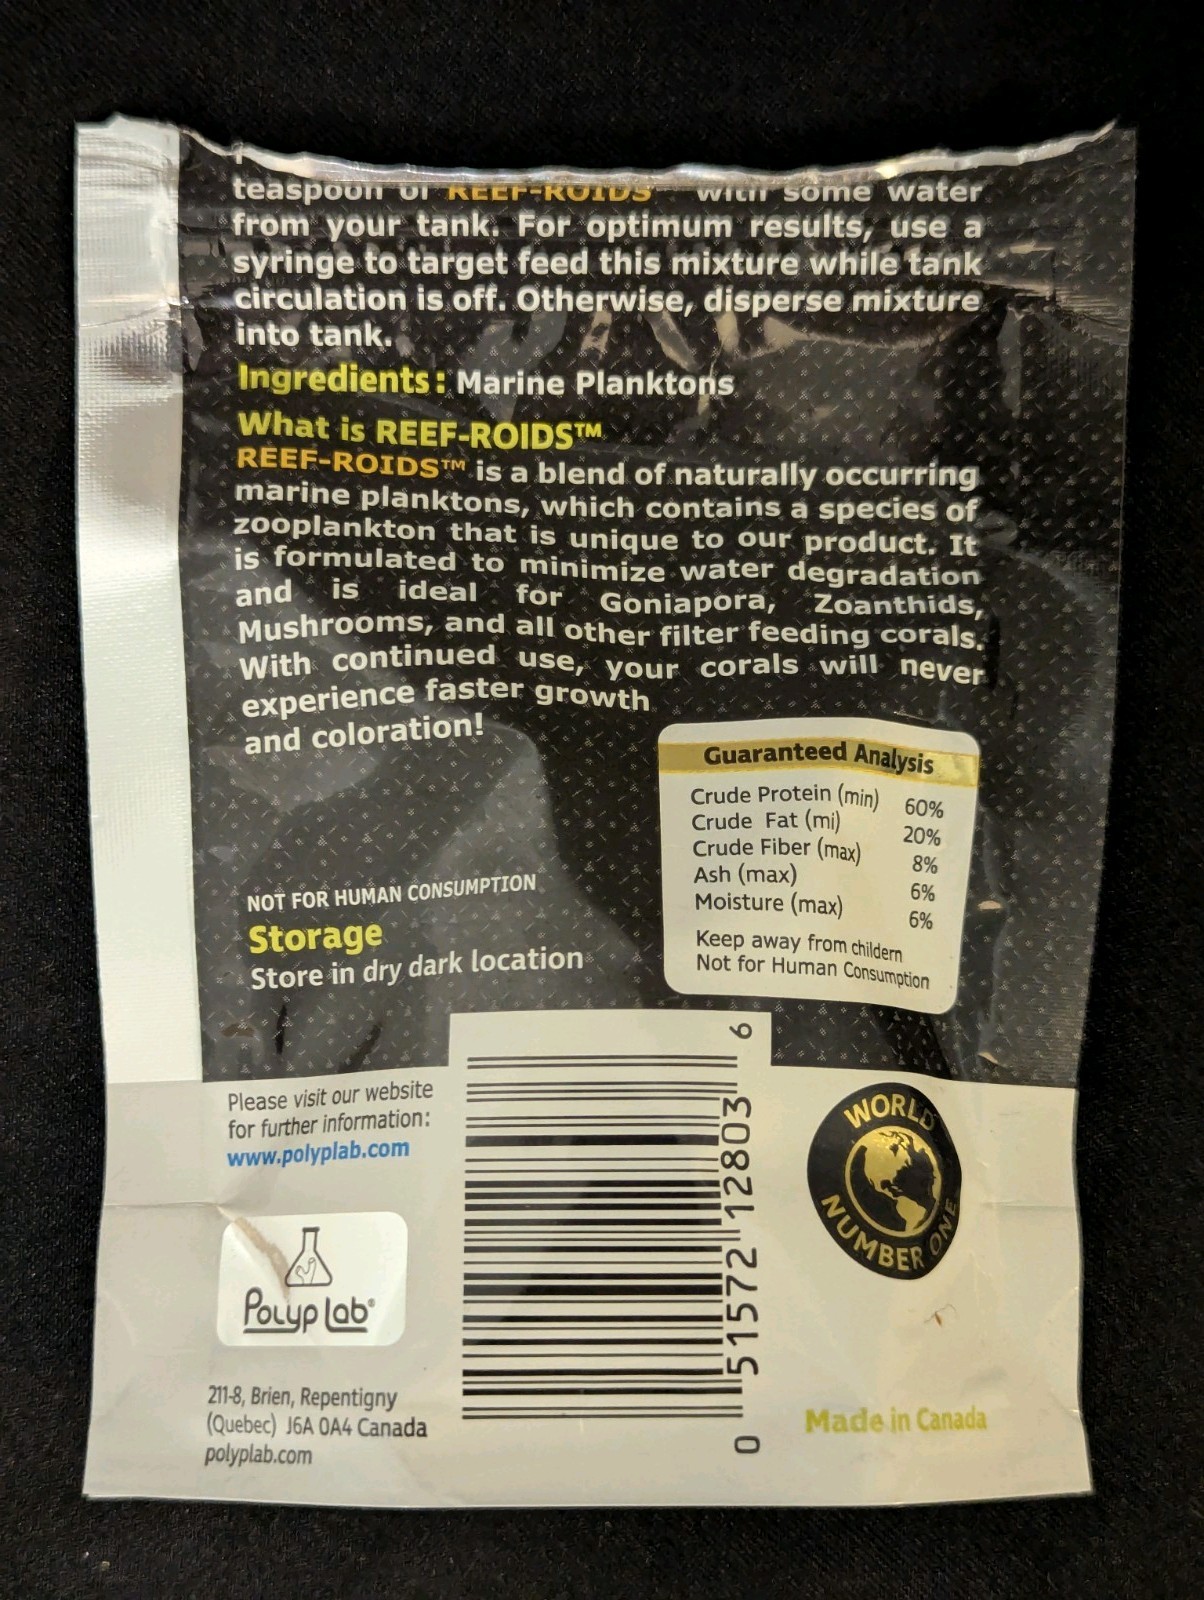 teaspoon of REEF-ROIDS with some water
from your tank. For optimum results, use a
syringe to target feed this mixture while tank
circulation is off. Otherwise, disperse mixture
into tank.
Ingredients: Marine Planktons
What is REEF-ROIDS™
REEF-ROIDS™ is a blend of naturally occurring
marine planktons, which contains a species of
zooplankton that is unique to our product. It
is formulated to minimize water degradation
and is ideal for Goniapora, Zoanthids,
Mushrooms, and all other filter feeding corals.
With continued use, your corals will never
experience faster growth
and coloration!
Guaranteed Analysis
Crude Protein (min) 60%
Crude Fat (mi) 20%
Crude Fiber (max) 8%
Ash (max) 6%
Moisture (max) 6%
Keep away from childern
Not for Human Consumption
NOT FOR HUMAN CONSUMPTION
Storage
Store in dry dark location
Please visit our website
for further information:
www.polyplab.com
Polyp Lab®
211-8, Brien, Repentigny
(Quebec) J6A 0A4 Canada
polyplab.com
0 51572 12803 6
WORLD
NUMBER ONE
Made in Canada